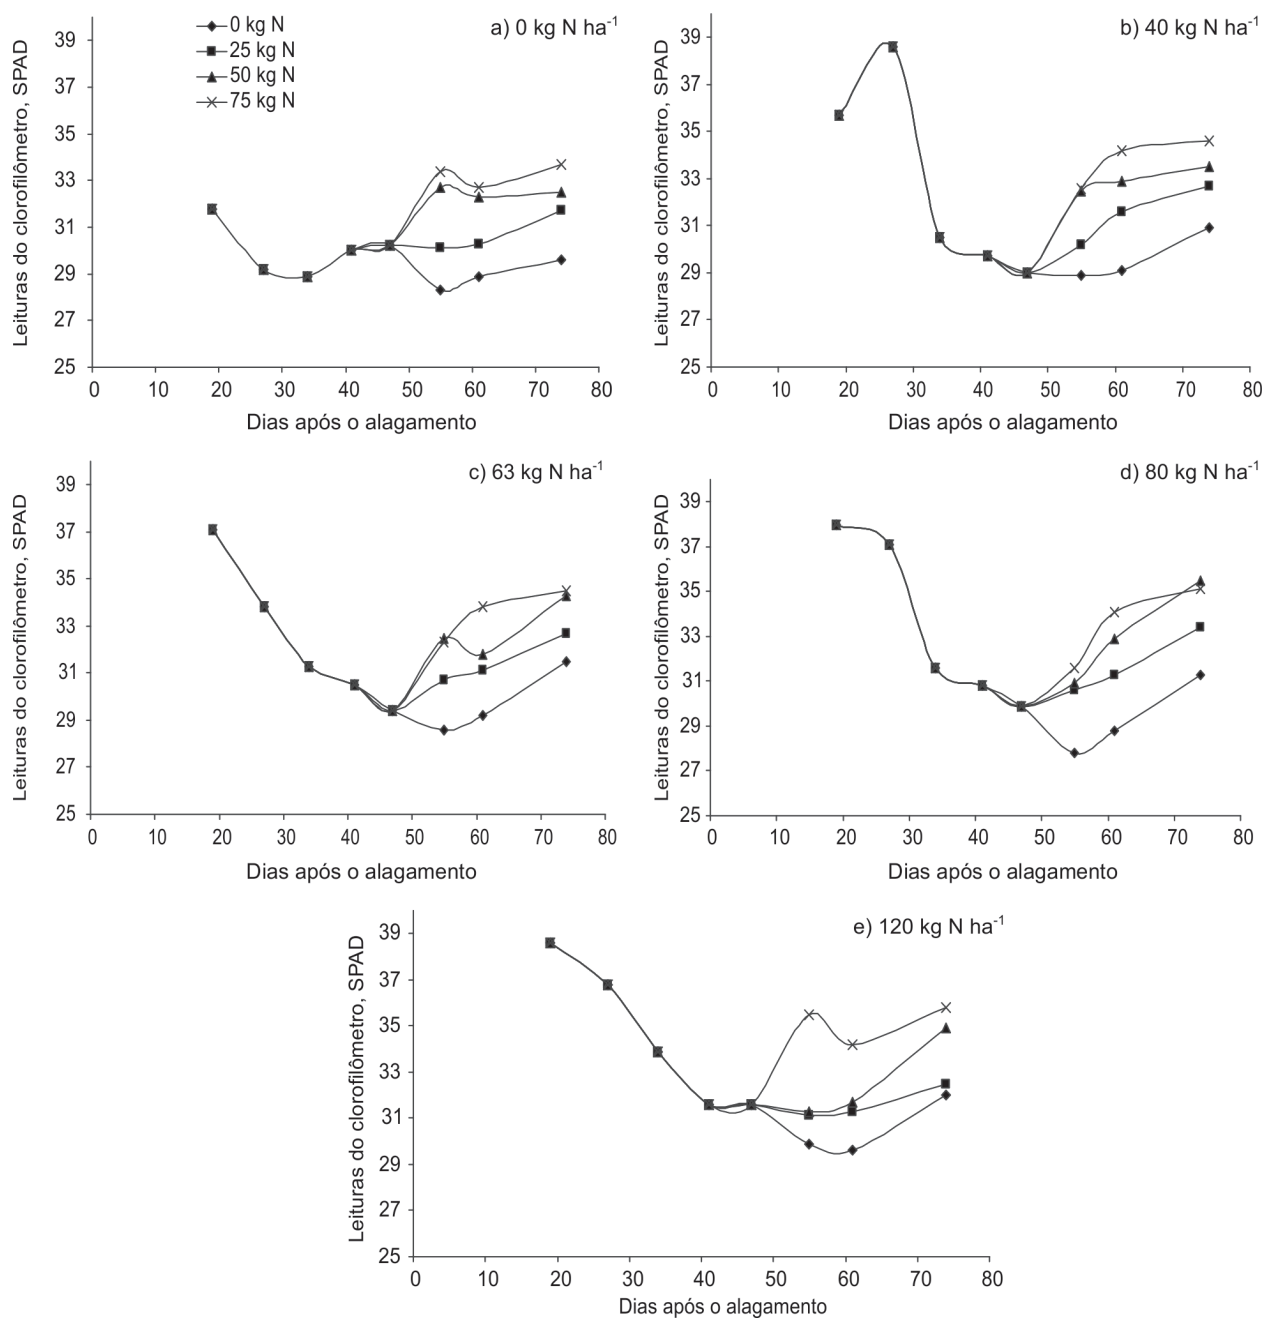 a) 0 kg N ha-1
0 kg N
25 kg N
50 kg N
75 kg N
Leituras do clorofilômetro, SPAD
39
37
35
33
31
29
27
25
0 10 20 30 40 50 60 70 80
Dias após o alagamento
b) 40 kg N ha-1
Leituras do clorofilômetro, SPAD
39
37
35
33
31
29
27
25
0 10 20 30 40 50 60 70 80
Dias após o alagamento
c) 63 kg N ha-1
Leituras do clorofilômetro, SPAD
39
37
35
33
31
29
27
25
0 10 20 30 40 50 60 70 80
Dias após o alagamento
d) 80 kg N ha-1
Leituras do clorofilômetro, SPAD
39
37
35
33
31
29
27
25
0 10 20 30 40 50 60 70 80
Dias após o alagamento
e) 120 kg N ha-1
Leituras do clorofilômetro, SPAD
39
37
35
33
31
29
27
25
0 10 20 30 40 50 60 70 80
Dias após o alagamento